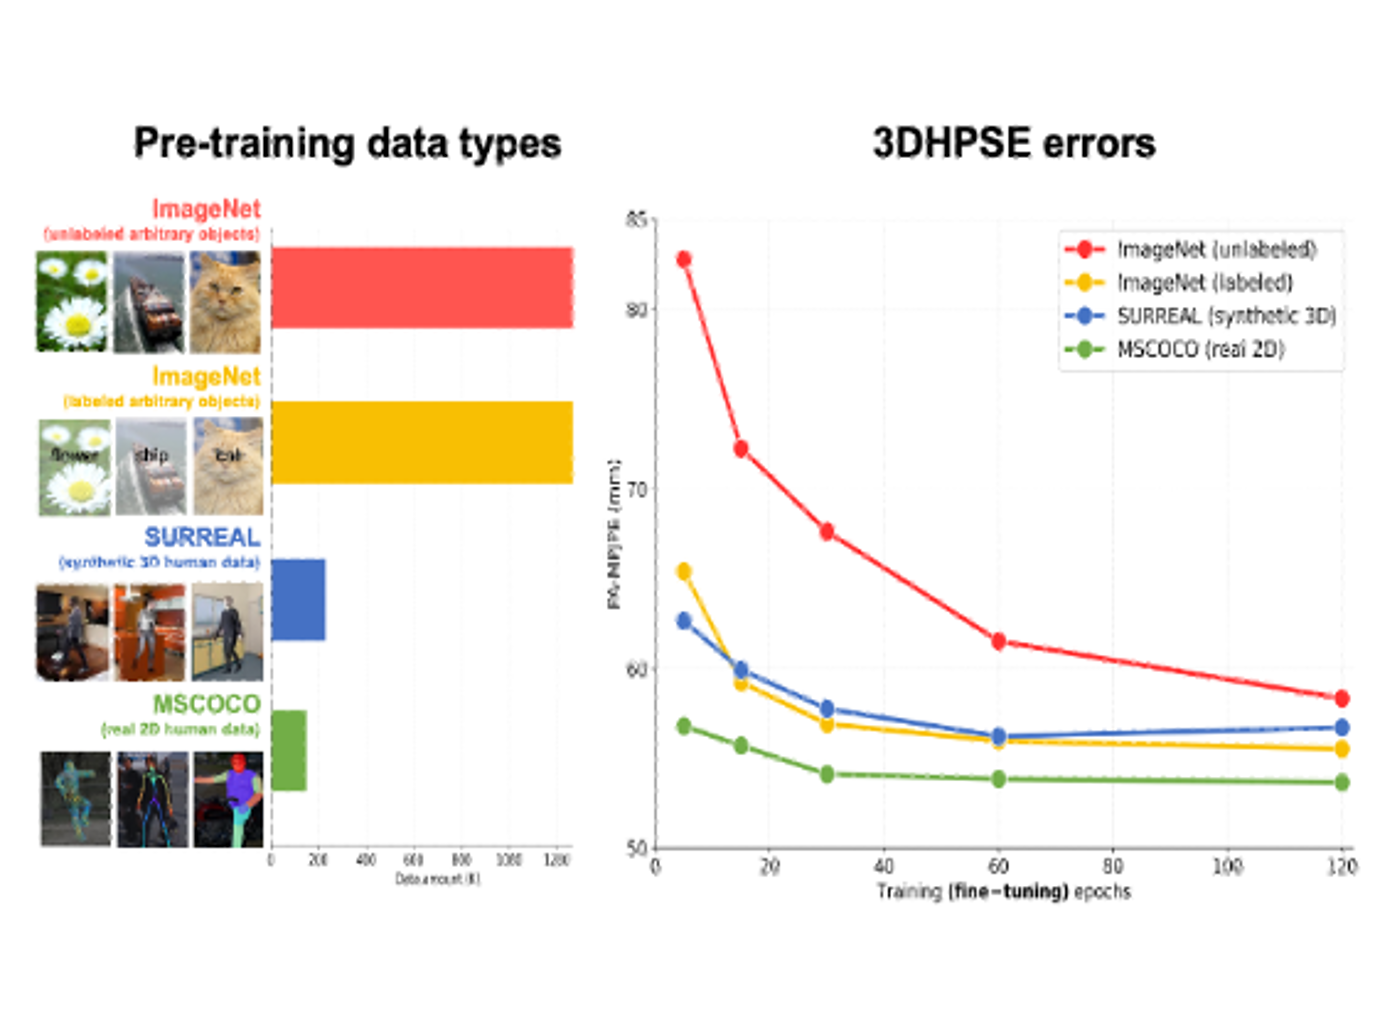 Pre-training data types
ImageNet
(unlabeled arbitrary objects)
ImageNet
(labeled arbitrary objects)
flower ship cat
SURREAL
(synthetic 3D human data)
MSCOCO
(real 2D human data)
0 200 400 600 800 1000 1200
Data amount (K)
3DHPSE errors
85
80
70
60
50
PA-MPJPE (mm)
ImageNet (unlabeled)
ImageNet (labeled)
SURREAL (synthetic 3D)
MSCOCO (real 2D)
0 20 40 60 80 100 120
Training (fine-tuning) epochs